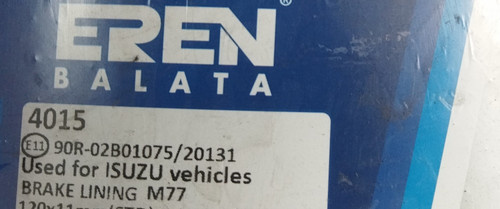 EREN®
BALATA
4015
E11 90R-02B01075/20131
Used for ISUZU vehicles
BRAKE LINING M77